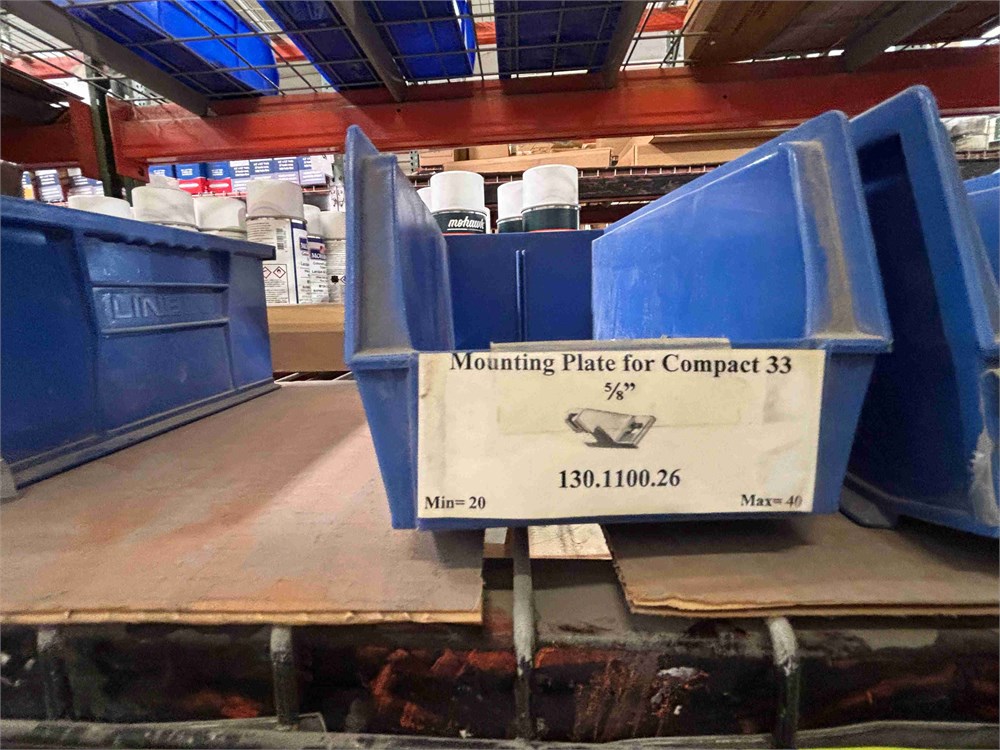 mohawk
LINE
Mounting Plate for Compact 33
⅝”
130.1100.26
Min= 20
Max= 40